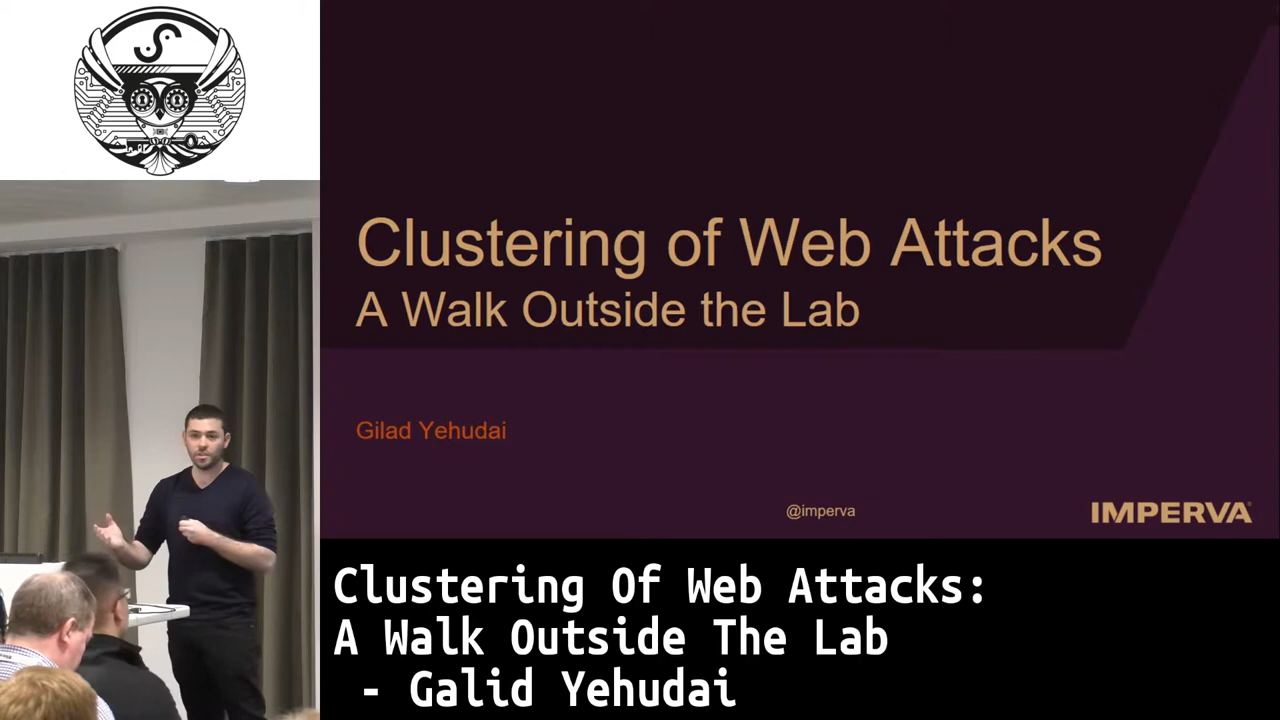 Clustering of Web Attacks
A Walk Outside the Lab
Gilad Yehudai
@imperva
IMPERVA
Clustering Of Web Attacks:
A Walk Outside The Lab
- Galid Yehudai